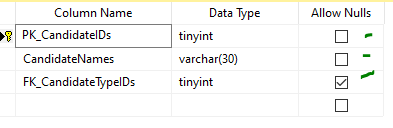 Column Name Data Type Allow Nulls
PK_CandidateIDs tinyint
CandidateNames varchar(30)
FK_CandidateTypeIDs tinyint